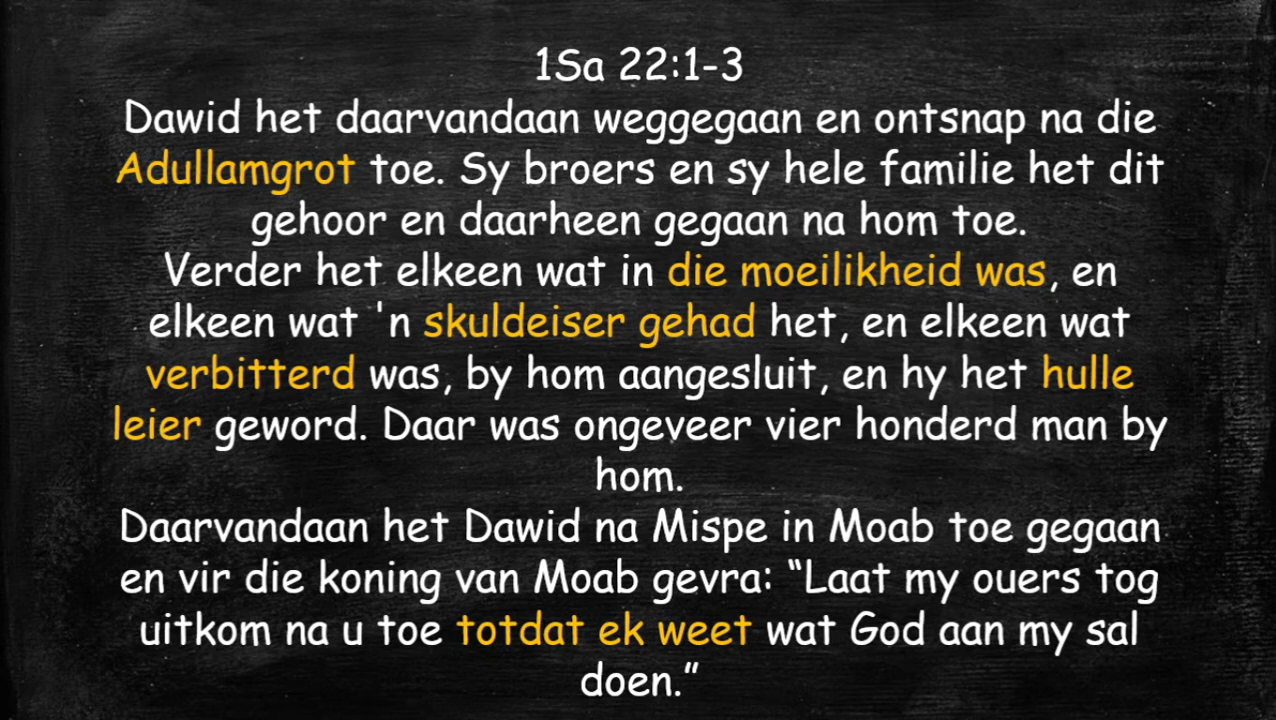 1Sa 22:1-3
Dawid het daarvandaan weggegaan en ontsnap na die
Adullamgrot toe. Sy broers en sy hele familie het dit
gehoor en daarheen gegaan na hom toe.
Verder het elkeen wat in die moeilikheid was, en
elkeen wat 'n skuldeiser gehad het, en elkeen wat
verbitterd was, by hom aangesluit, en hy het hulle
leier geword. Daar was ongeveer vier honderd man by
hom.
Daarvandaan het Dawid na Mispe in Moab toe gegaan
en vir die koning van Moab gevra: “Laat my ouers tog
uitkom na u toe totdat ek weet wat God aan my sal
doen.”